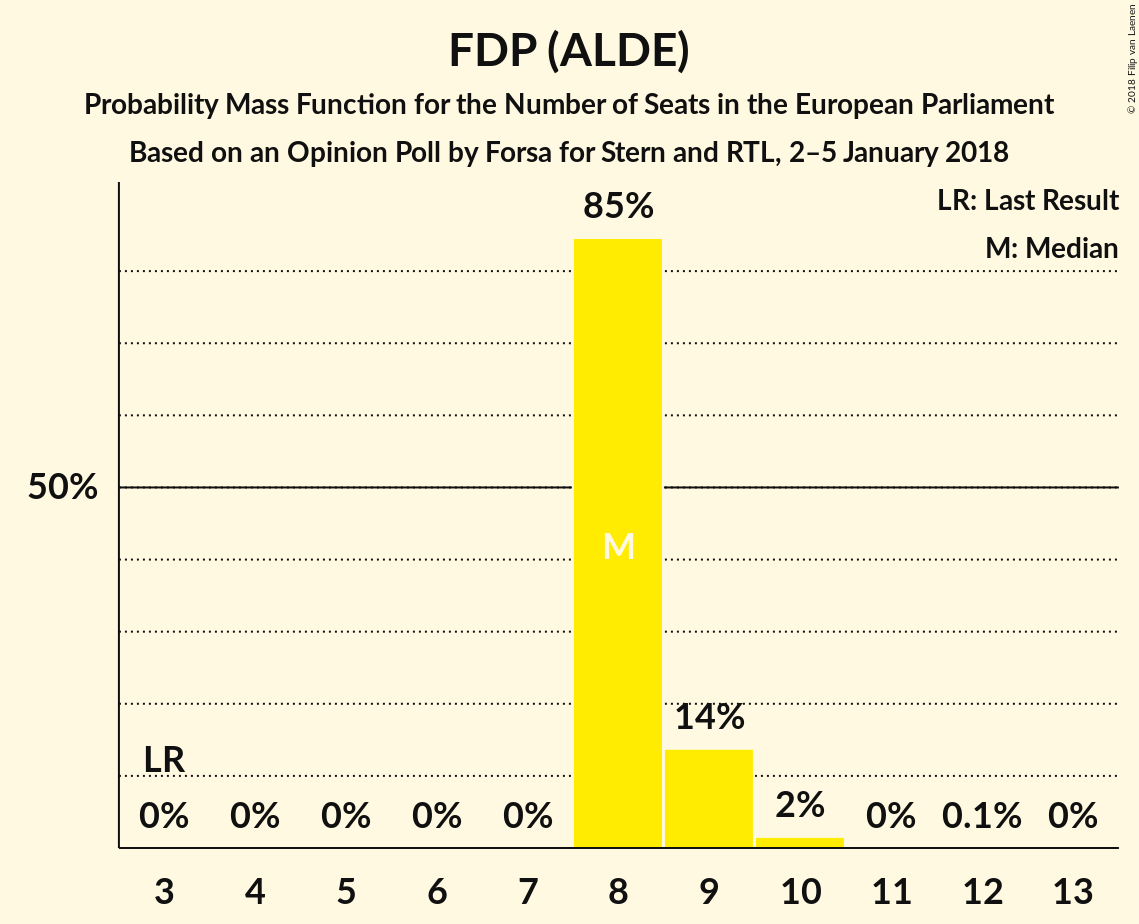 FDP (ALDE)
Probability Mass Function for the Number of Seats in the European Parliament
Based on an Opinion Poll by Forsa for Stern and RTL, 2–5 January 2018
© 2018 Filip van Laenen
LR: Last Result
M: Median
85%
50%
M
14%
LR
0% 0% 0% 0% 0% 2% 0% 0.1% 0%
3 4 5 6 7 8 9 10 11 12 13